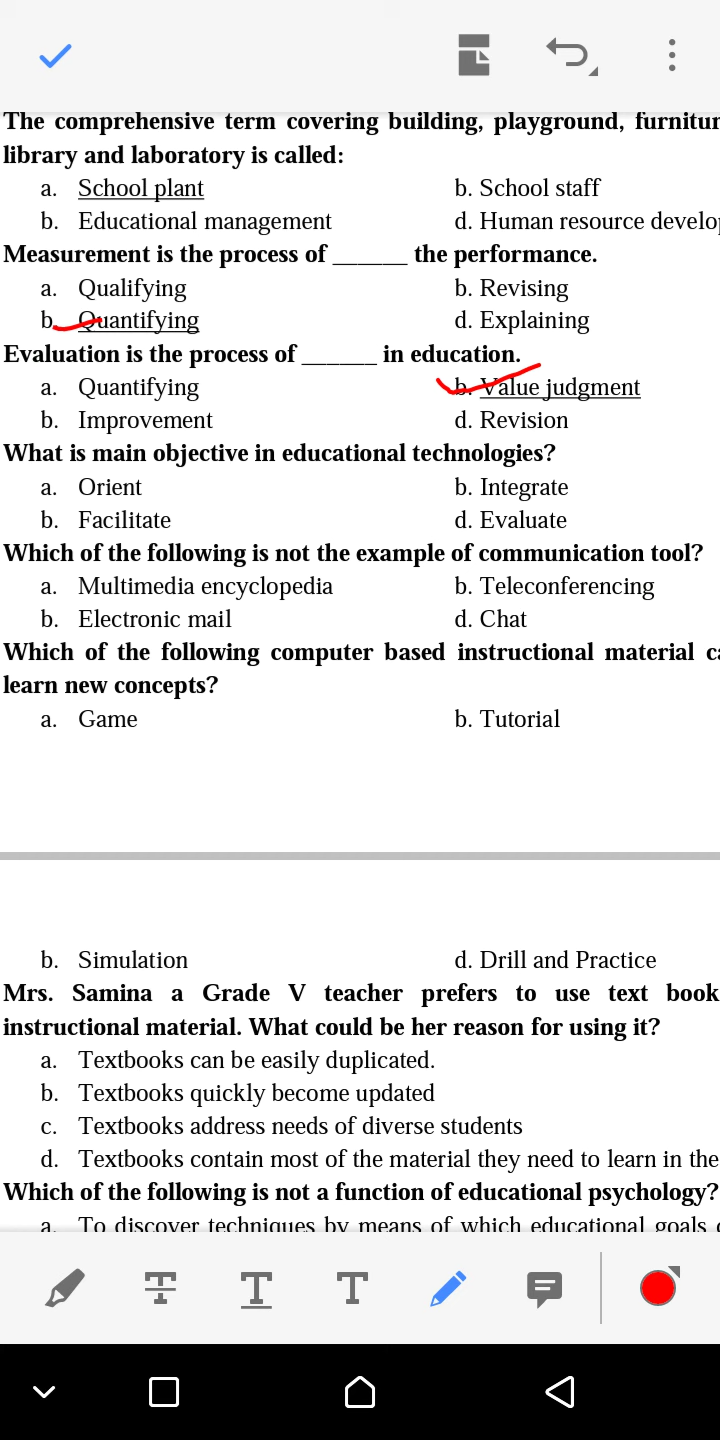 The comprehensive term covering building, playground,
library and laboratory is called:
a. School plant b. School staff
b. Educational management d. Human resource
Measurement is the process of ______ the performance.
a. Qualifying b. Revising
b. Quantifying d. Explaining
Evaluation is the process of ______ in education.
a. Quantifying b. Value judgment
b. Improvement d. Revision
What is main objective in educational technologies?
a. Orient b. Integrate
b. Facilitate d. Evaluate
Which of the following is not the example of communication tool?
a. Multimedia encyclopedia b. Teleconferencing
b. Electronic mail d. Chat
Which of the following computer based instructional material
learn new concepts?
a. Game b. Tutorial
b. Simulation d. Drill and Practice
Mrs. Samina a Grade V teacher prefers to use text book
instructional material. What could be her reason for using it?
a. Textbooks can be easily duplicated.
b. Textbooks quickly become updated
c. Textbooks address needs of diverse students
d. Textbooks contain most of the material they need to learn in the
Which of the following is not a function of educational psychology?
a. To discover techniques by means of which educational goals